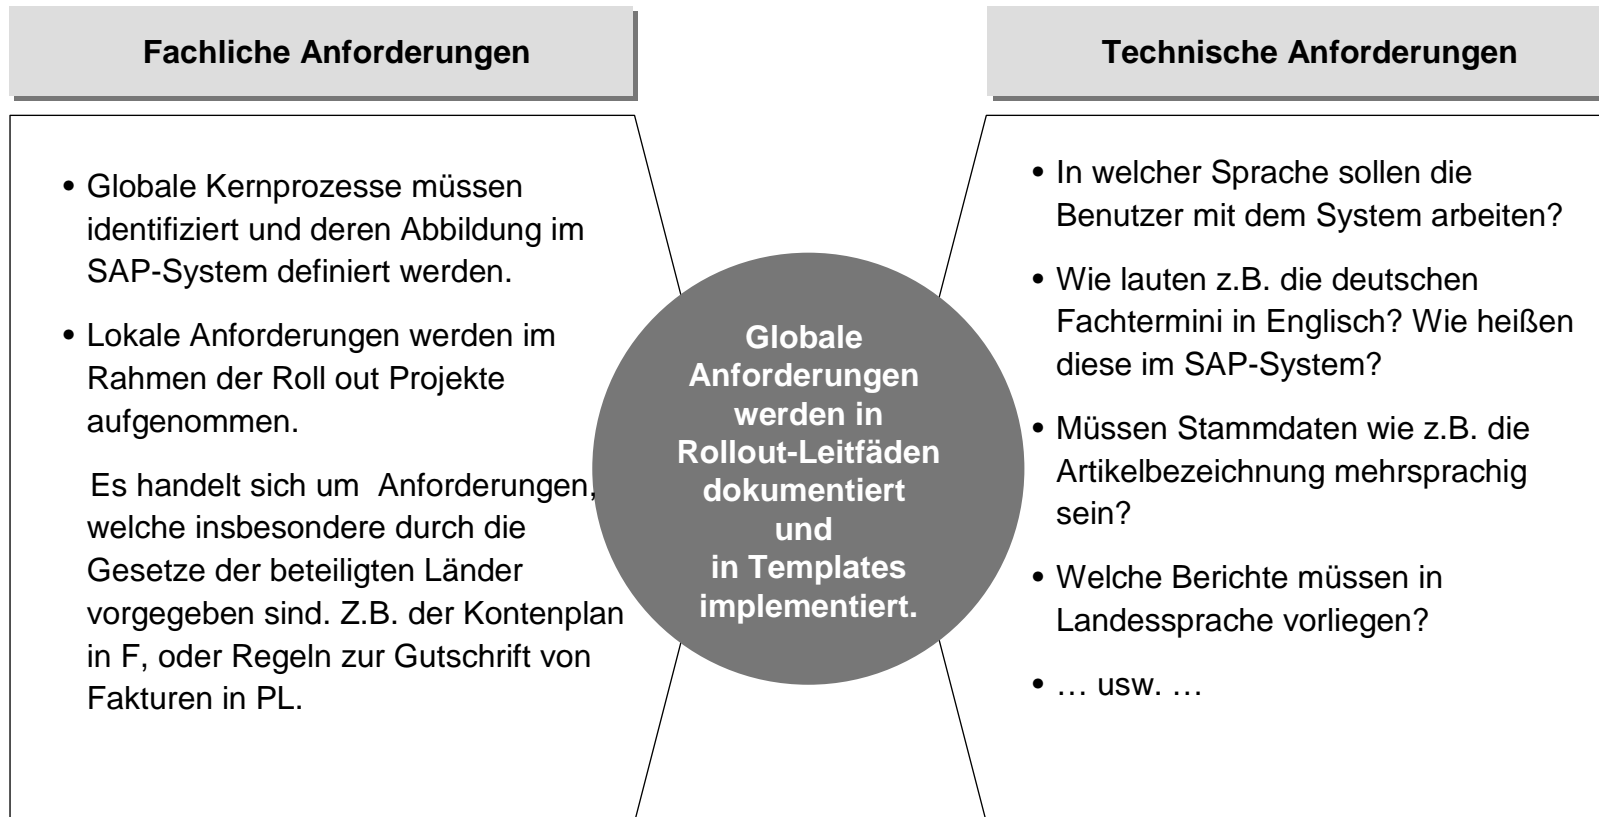 Fachliche Anforderungen
• Globale Kernprozesse müssen
identifiziert und deren Abbildung im
SAP-System definiert werden.
• Lokale Anforderungen werden im
Rahmen der Roll out Projekte
aufgenommen.
Es handelt sich um  Anforderungen,
welche insbesondere durch die
Gesetze der beteiligten Länder
vorgegeben sind. Z.B. der Kontenplan
in F, oder Regeln zur Gutschrift von
Fakturen in PL.
Globale
Anforderungen
werden in
Rollout-Leitfäden
dokumentiert
und
in Templates
implementiert.
Technische Anforderungen
• In welcher Sprache sollen die
Benutzer mit dem System arbeiten?
• Wie lauten z.B. die deutschen
Fachtermini in Englisch? Wie heißen
diese im SAP-System?
• Müssen Stammdaten wie z.B. die
Artikelbezeichnung mehrsprachig
sein?
• Welche Berichte müssen in
Landessprache vorliegen?
• … usw. …